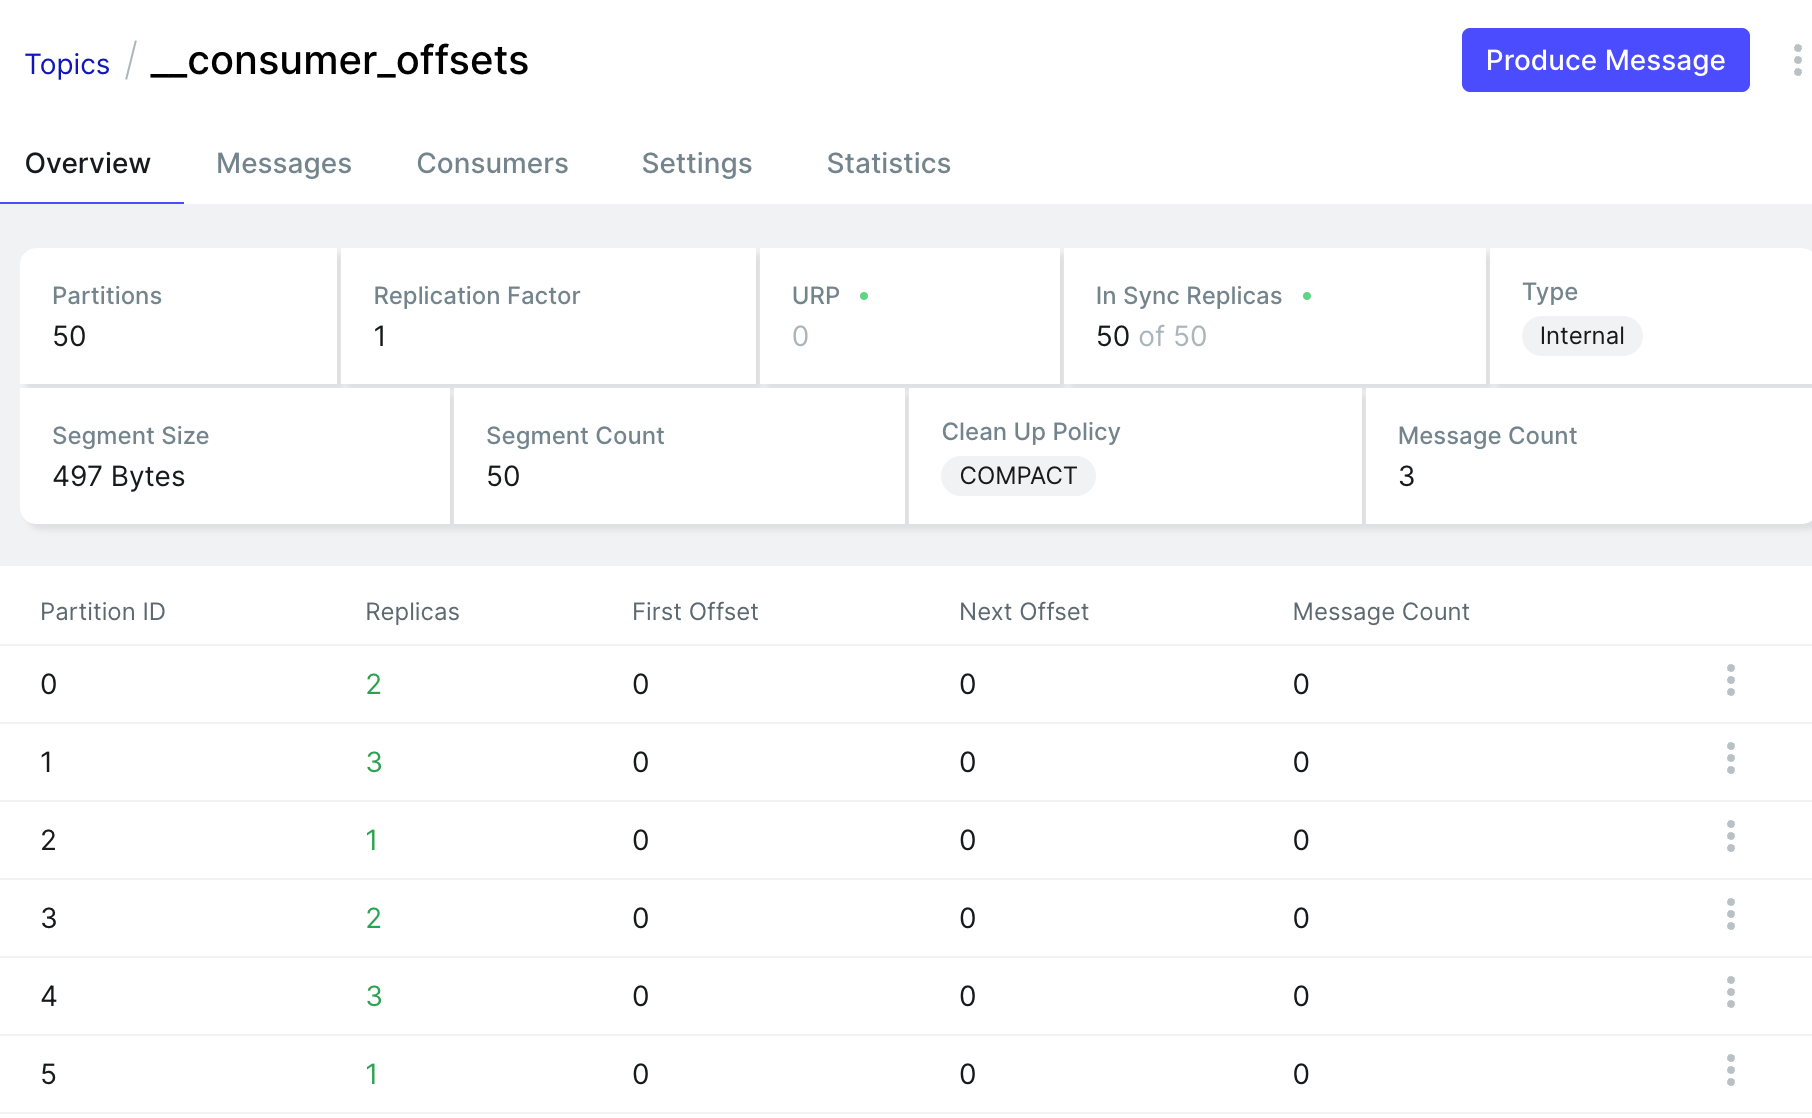 Topics / __consumer_offsets
Produce Message
Overview Messages Consumers Settings Statistics
Partitions Replication Factor URP In Sync Replicas Type
50 1 0 50 of 50 Internal
Segment Size Segment Count Clean Up Policy Message Count
497 Bytes 50 COMPACT 3
Partition ID Replicas First Offset Next Offset Message Count
0 2 0 0 0
1 3 0 0 0
2 1 0 0 0
3 2 0 0 0
4 3 0 0 0
5 1 0 0 0